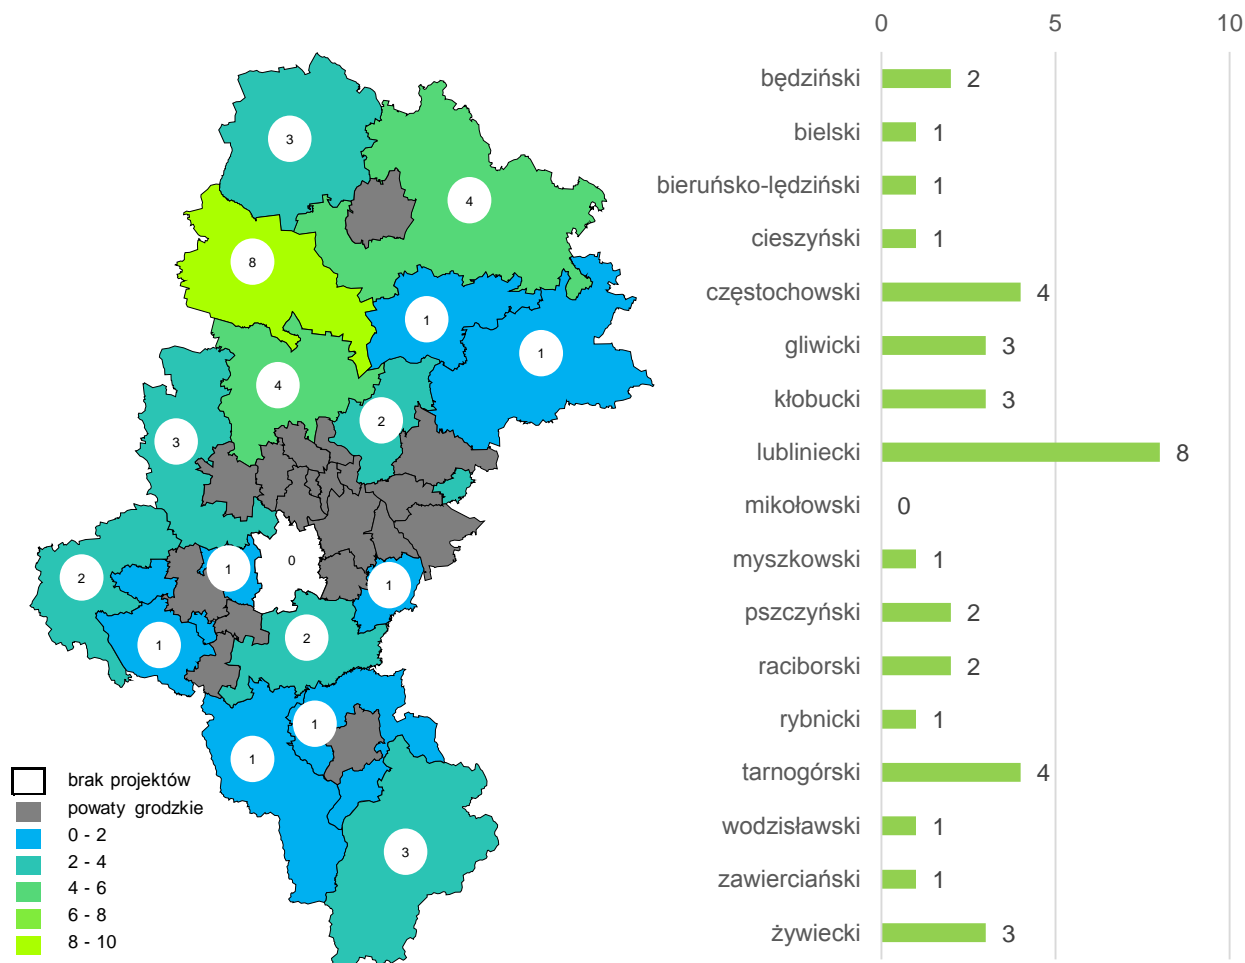 3
4
8
1
1
4
2
3
0
1
2
1
1
2
1
1
3
brak projektów
powaty grodzkie
0 - 2
2 - 4
4 - 6
6 - 8
8 - 10
0 5 10
będziński 2
bielski 1
bieruńsko-lędziński 1
cieszyński 1
częstochowski 4
gliwicki 3
kłobucki 3
lubliniecki 8
mikołowski 0
myszkowski 1
pszczyński 2
raciborski 2
rybnicki 1
tarnogórski 4
wodzisławski 1
zawierciański 1
żywiecki 3